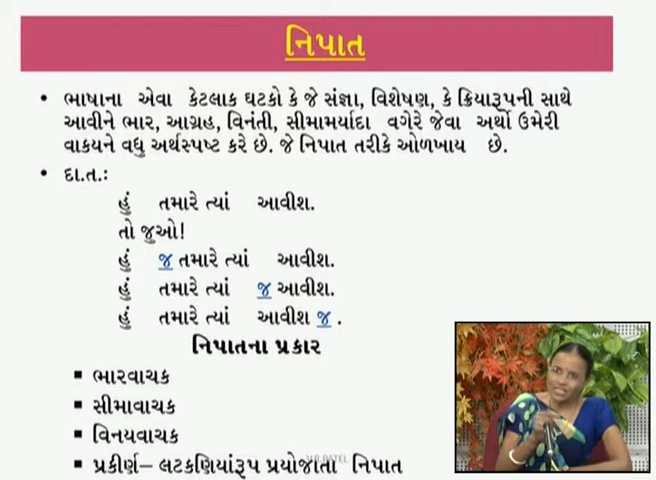 નિપાત
• ભાષાના એવા કેટલાક ઘટકો કે જે સંજ્ઞા, વિશેષણ, કે ક્રિયારૂપની સાથે
આવીને ભાર, આગ્રહ, વિનંતી, સીમામર્યાદા વગેરે જેવા અર્થો ઉમેરી
વાકયને વધુ અર્થસ્પષ્ટ કરે છે. જે નિપાત તરીકે ઓળખાય છે.
• દા.ત.:
હું તમારે ત્યાં આવીશ.
તો જુઓ!
હું જ તમારે ત્યાં આવીશ.
હું તમારે ત્યાં જ આવીશ.
હું તમારે ત્યાં આવીશ જ .
નિપાતના પ્રકાર
▪ ભારવાચક
▪ સીમાવાચક
▪ વિનયવાચક
▪ પ્રકીર્ણ– લટકણિયાંરૂપ પ્રયોજાતા નિપાત